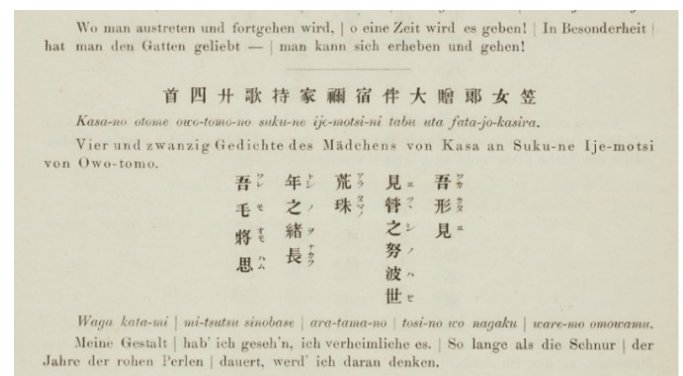 Wo man austreten und fortgehen wird, | o eine Zeit wird es geben! | In Besonderheit |
hat man den Gatten geliebt — | man kann sich erheben und gehen!
笠女郎贈大伴宿禰家持歌廿四首
Kasa-no otome owo-tomo-no suku-ne ije-motsi-ni tabu uta fata-jo-kasira.
Vier und zwanzig Gedichte des Mädchens von Kasa an Suku-ne Ije-motsi
von Owo-tomo.
吾形見
見管之努波世
荒珠
年之緒長
吾毛將思
Waga kata-mi | mi-tsutsu sinobase | ara-tama-no | tosi-no wo nagaku | ware-mo omowamu.
Meine Gestalt | hab' ich geseh'n, ich verheimliche es. | So lange als die Schnur | der
Jahre der rohen Perlen | dauert, werd' ich daran denken.